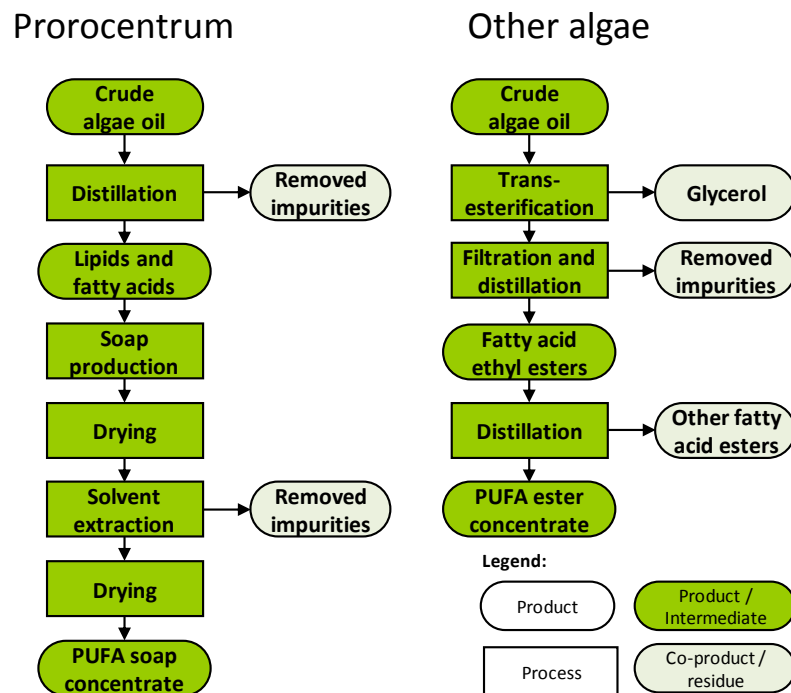 Prorocentrum
Crude
algae oil
Distillation
Removed
impurities
Lipids and
fatty acids
Soap
production
Drying
Solvent
extraction
Removed
impurities
Drying
PUFA soap
concentrate
Other algae
Crude
algae oil
Trans-
esterification
Glycerol
Filtration and
distillation
Removed
impurities
Fatty acid
ethyl esters
Distillation
Other fatty
acid esters
PUFA ester
concentrate
Legend:
Product
Product /
Intermediate
Process
Co-product /
residue